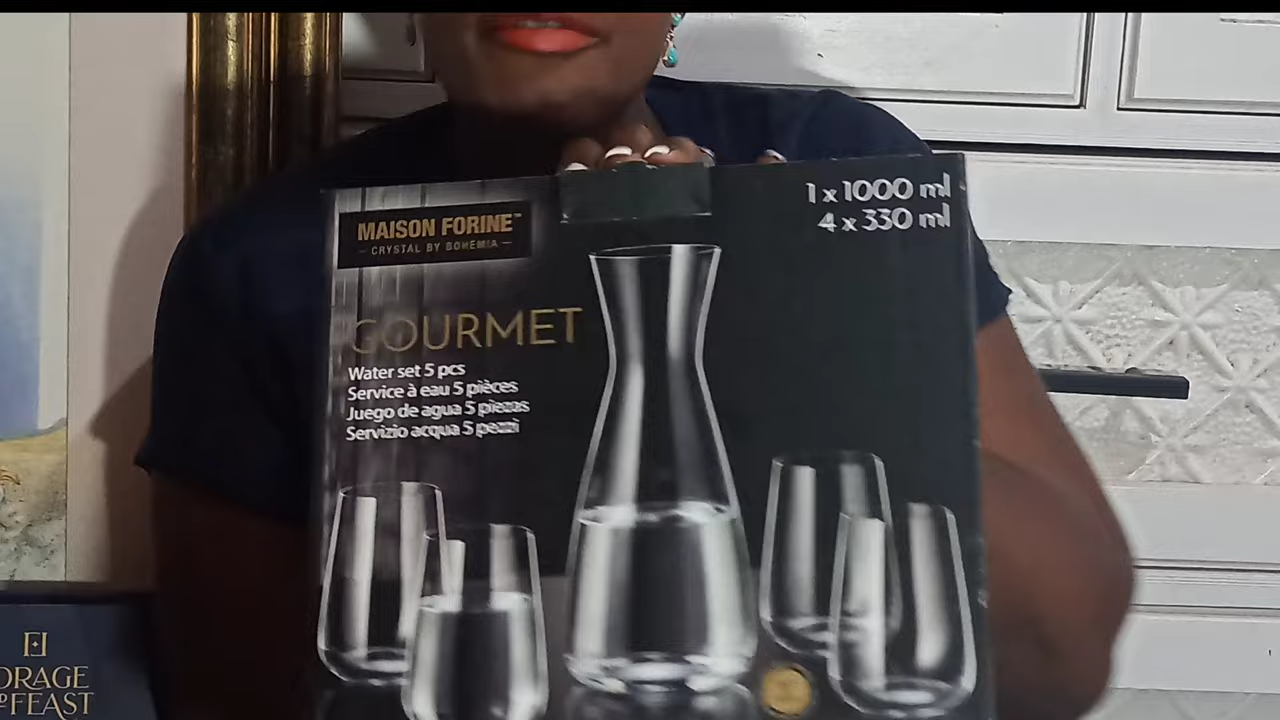 MAISON FORINE™
— CRYSTAL BY BOHEMIA —
1 x 1000 ml
4 x 330 ml
GOURMET
Water set 5 pcs
Service à eau 5 pièces
Juego de agua 5 piezas
Servizio acqua 5 pezzi
FEAST